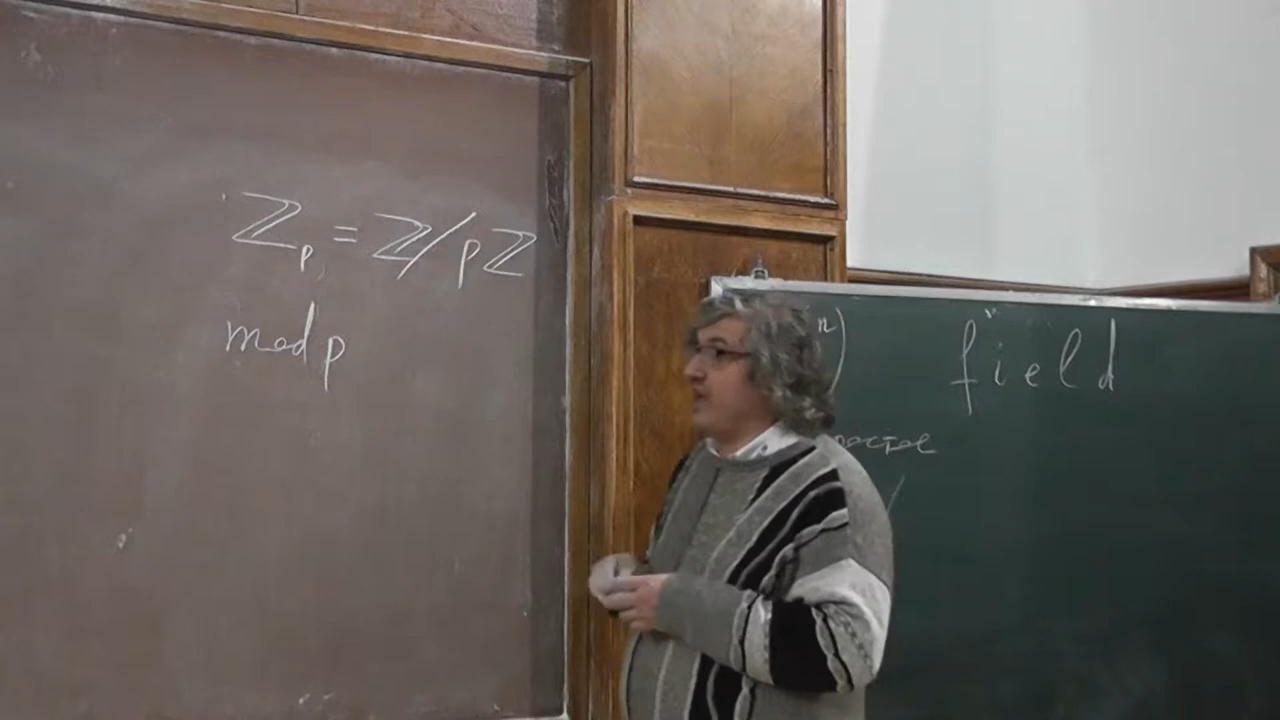 ℤₚ = ℤ/pℤ
mod p
n)
field